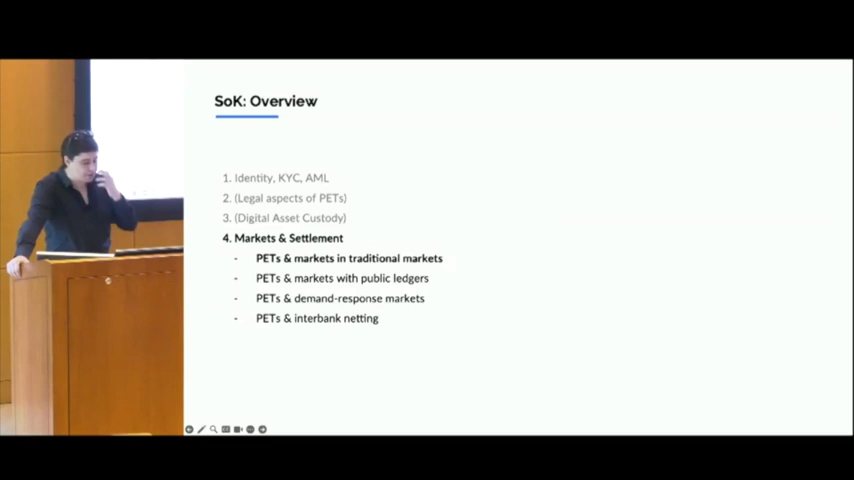 SoK: Overview
1. Identity, KYC, AML
2. (Legal aspects of PETs)
3. (Digital Asset Custody)
4. Markets & Settlement
- PETs & markets in traditional markets
- PETs & markets with public ledgers
- PETs & demand-response markets
- PETs & interbank netting